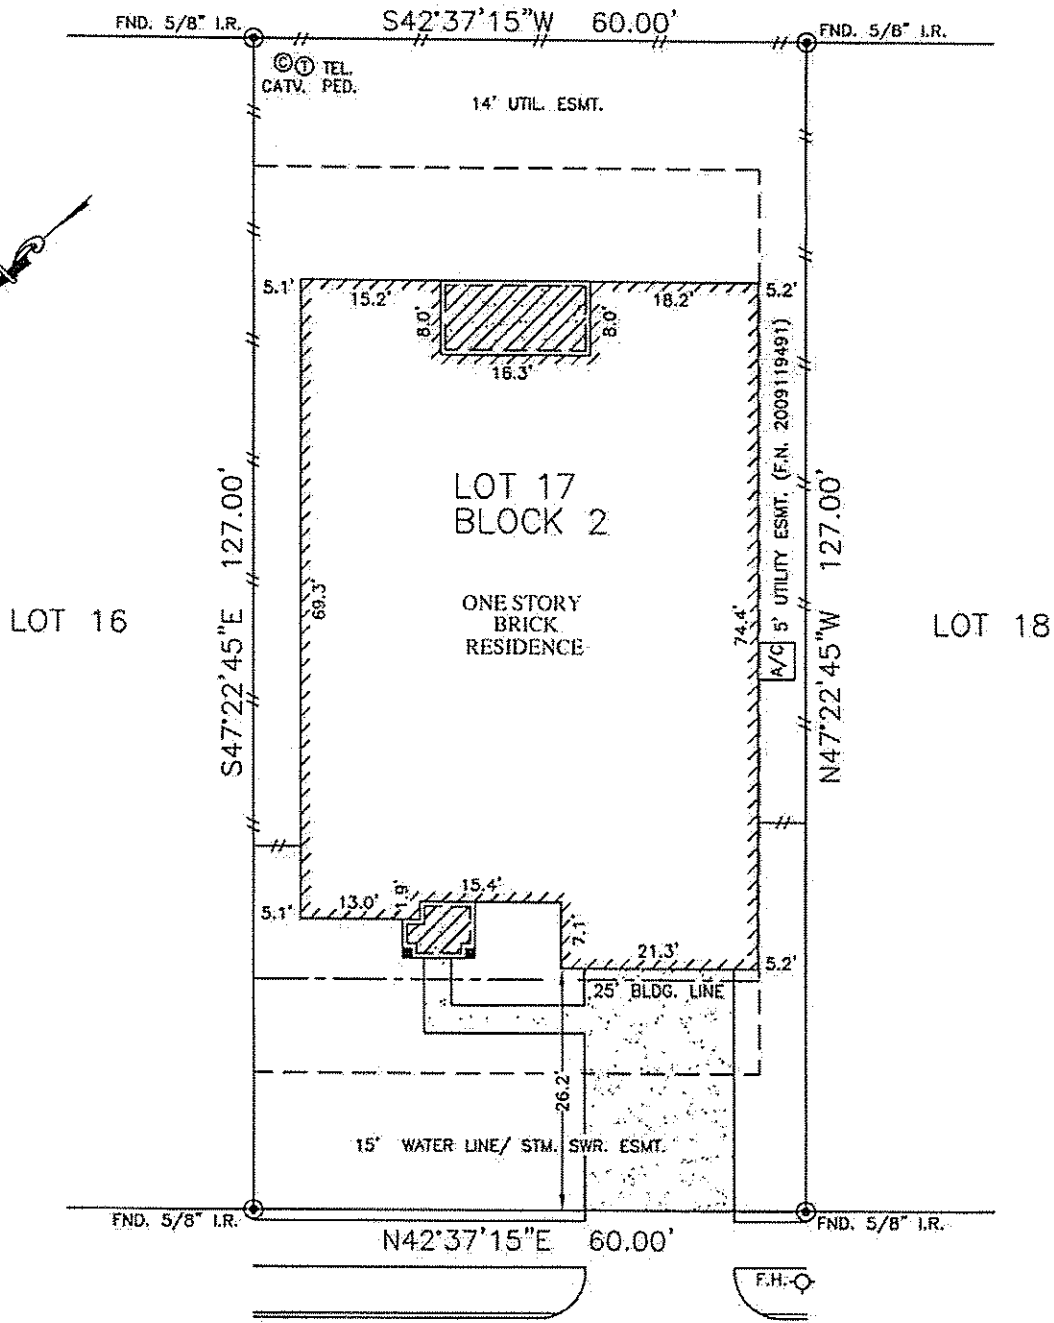 FND. 5/8" I.R.
S42°37'15"W 60.00'
FND. 5/8" I.R.
Ⓒ Ⓣ TEL.
CATV. PED.
14' UTIL. ESMT.
5.1'
15.2'
8.0'
16.3'
8.0'
18.2'
5.2'
5' UTILITY ESMT. (F.N. 2009119491)
LOT 17
BLOCK 2
S47°22'45"E 127.00'
N47°22'45"W 127.00'
LOT 16
69.3'
ONE STORY
BRICK
RESIDENCE
74.4'
A/C
LOT 18
5.1'
13.0'
1.9'
15.4'
7.1'
21.3'
5.2'
25' BLDG. LINE
26.2'
15' WATER LINE/ STM. SWR. ESMT.
FND. 5/8" I.R.
N42°37'15"E 60.00'
FND. 5/8" I.R.
F.H.